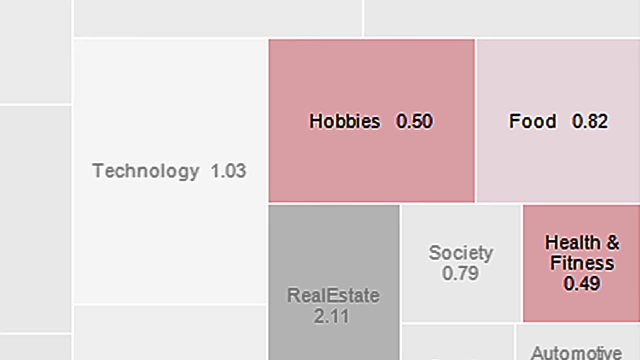 Technology 1.03
Hobbies 0.50
Food 0.82
RealEstate
2.11
Society
0.79
Health &
Fitness
0.49
Automotive